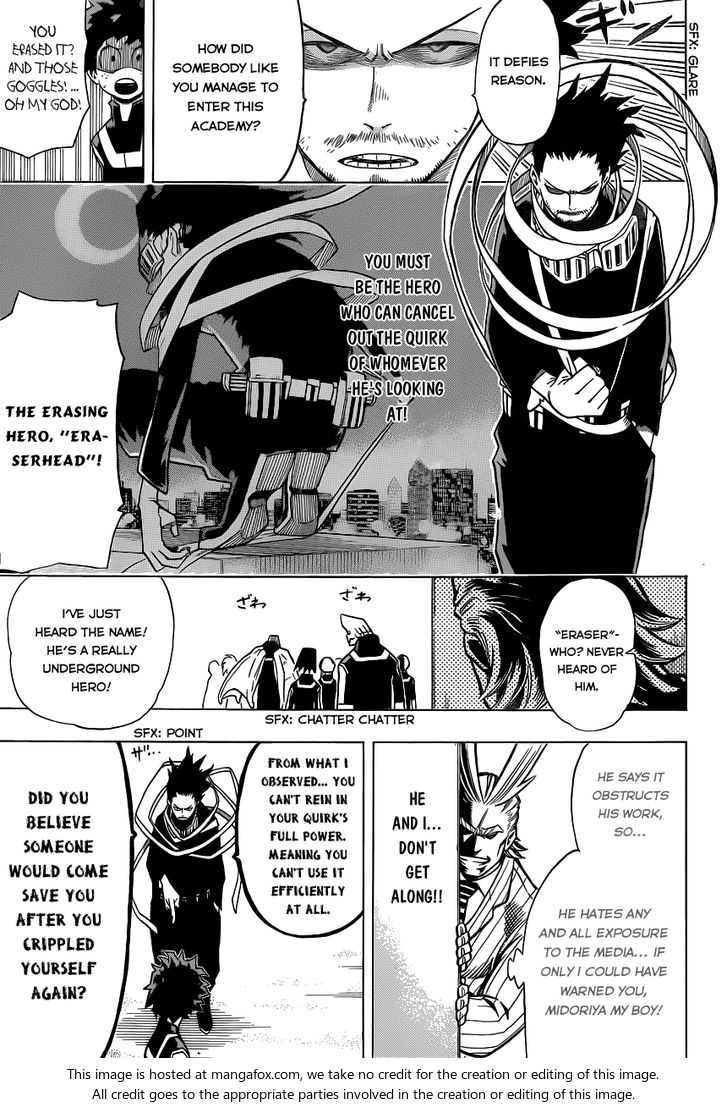 SFX: GLARE
IT DEFIES
REASON.
HOW DID
SOMEBODY LIKE
YOU MANAGE TO
ENTER THIS
ACADEMY?
YOU
ERASED IT?
AND THOSE
GOGGLES! ...
OH MY GOD!
YOU MUST
BE THE HERO
WHO CAN CANCEL
OUT THE QUIRK
OF WHOMEVER
HE'S LOOKING
AT!
THE ERASING
HERO, "ERA-
SERHEAD"!
"ERASER"-
WHO? NEVER
HEARD OF
HIM.
ざわ
ざわ
SFX: CHATTER CHATTER
I'VE JUST
HEARD THE NAME!
HE'S A REALLY
UNDERGROUND
HERO!
HE SAYS IT
OBSTRUCTS
HIS WORK,
SO...
HE HATES ANY
AND ALL EXPOSURE
TO THE MEDIA... IF
ONLY I COULD HAVE
WARNED YOU,
MIDORIYA MY BOY!
HE
AND I...
DON'T
GET
ALONG!!
SFX: POINT
FROM WHAT I
OBSERVED... YOU
CAN'T REIN IN
YOUR QUIRK'S
FULL POWER.
MEANING YOU
CAN'T USE IT
EFFICIENTLY
AT ALL.
DID YOU
BELIEVE
SOMEONE
WOULD COME
SAVE YOU
AFTER YOU
CRIPPLED
YOURSELF
AGAIN?
This image is hosted at mangafox.com, we take no credit for the creation or editing of this image.
All credit goes to the appropriate parties involved in the creation or editing of this image.